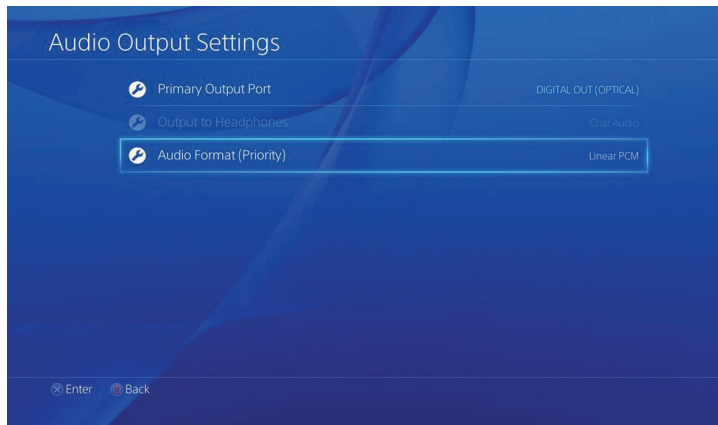 Audio Output Settings
Primary Output Port DIGITAL OUT (OPTICAL)
Output to Headphones Chat Audio
Audio Format (Priority) Linear PCM
Enter Back